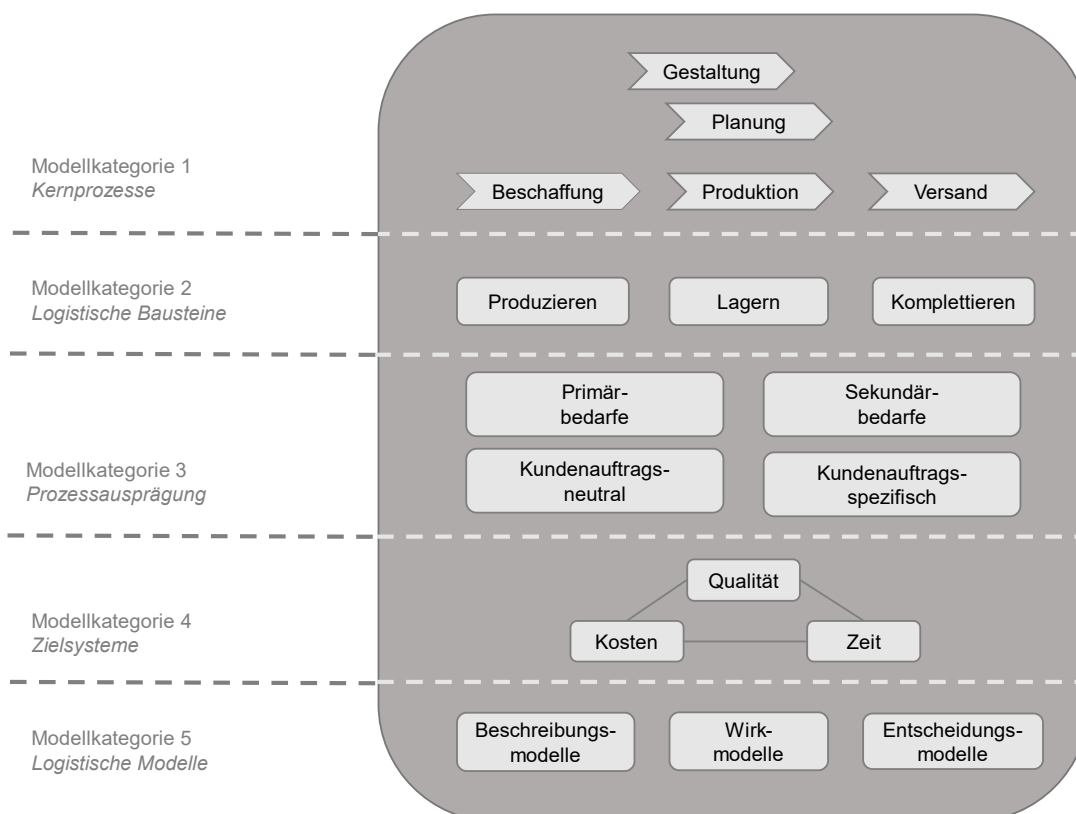 Gestaltung
Planung
Modellkategorie 1
Kernprozesse
Beschaffung
Produktion
Versand
Modellkategorie 2
Logistische Bausteine
Produzieren
Lagern
Komplettieren
Modellkategorie 3
Prozessausprägung
Primär-
bedarfe
Sekundär-
bedarfe
Kundenauftrags-
neutral
Kundenauftrags-
spezifisch
Modellkategorie 4
Zielsysteme
Qualität
Kosten
Zeit
Modellkategorie 5
Logistische Modelle
Beschreibungs-
modelle
Wirk-
modelle
Entscheidungs-
modelle